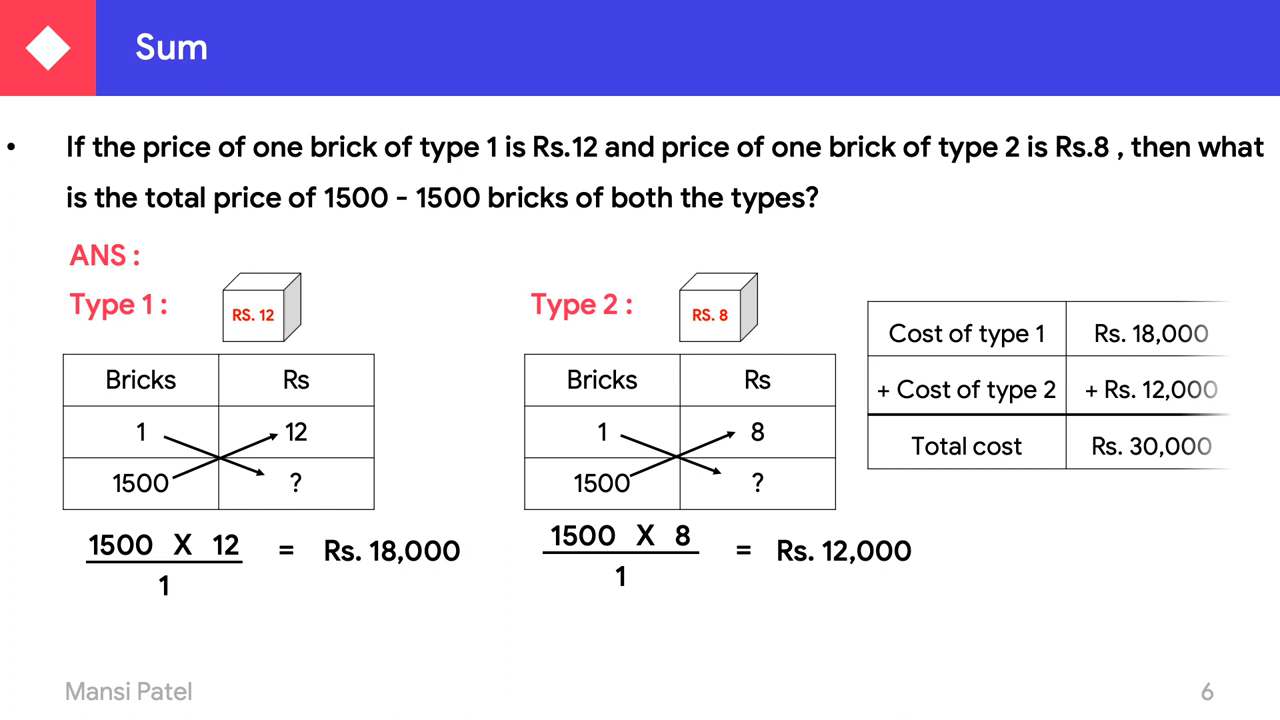 Sum
• If the price of one brick of type 1 is Rs.12 and price of one brick of type 2 is Rs.8 , then what
is the total price of 1500 - 1500 bricks of both the types?
ANS :
Type 1 :
RS. 12
Bricks Rs
1 12
1500 ?
1500 X 12
1
= Rs. 18,000
Type 2 :
RS. 8
Bricks Rs
1 8
1500 ?
1500 X 8
1
= Rs. 12,000
Cost of type 1 Rs. 18,000
+ Cost of type 2 + Rs. 12,000
Total cost Rs. 30,000
Mansi Patel
6